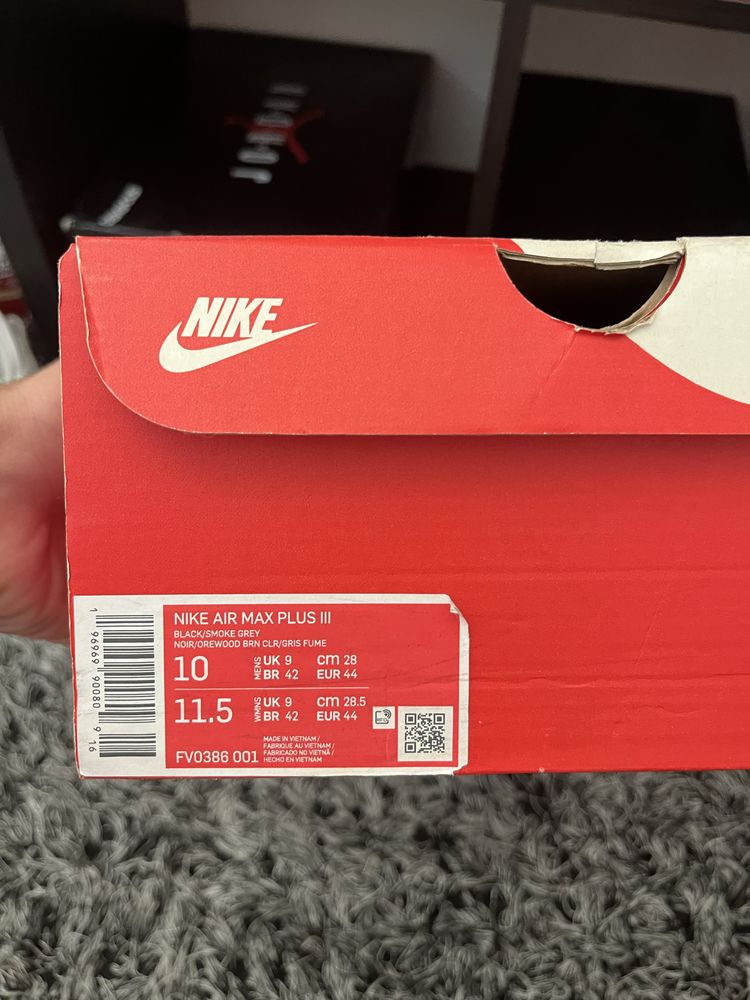 JORDAN
NIKE
NIKE AIR MAX PLUS III
BLACK/SMOKE GREY
NOIR/OREWOOD BRN CLR/GRIS FUME
10 MENS UK 9 cm 28
BR 42 EUR 44
11.5 WMNS UK 9 cm 28.5
BR 42 EUR 44
MADE IN VIETNAM /
FABRIQUE AU VIETNAM /
FABRICADO NO VIETNÃ /
HECHO EN VIETNAM
FV0386 001
1 96969 90080 9 16